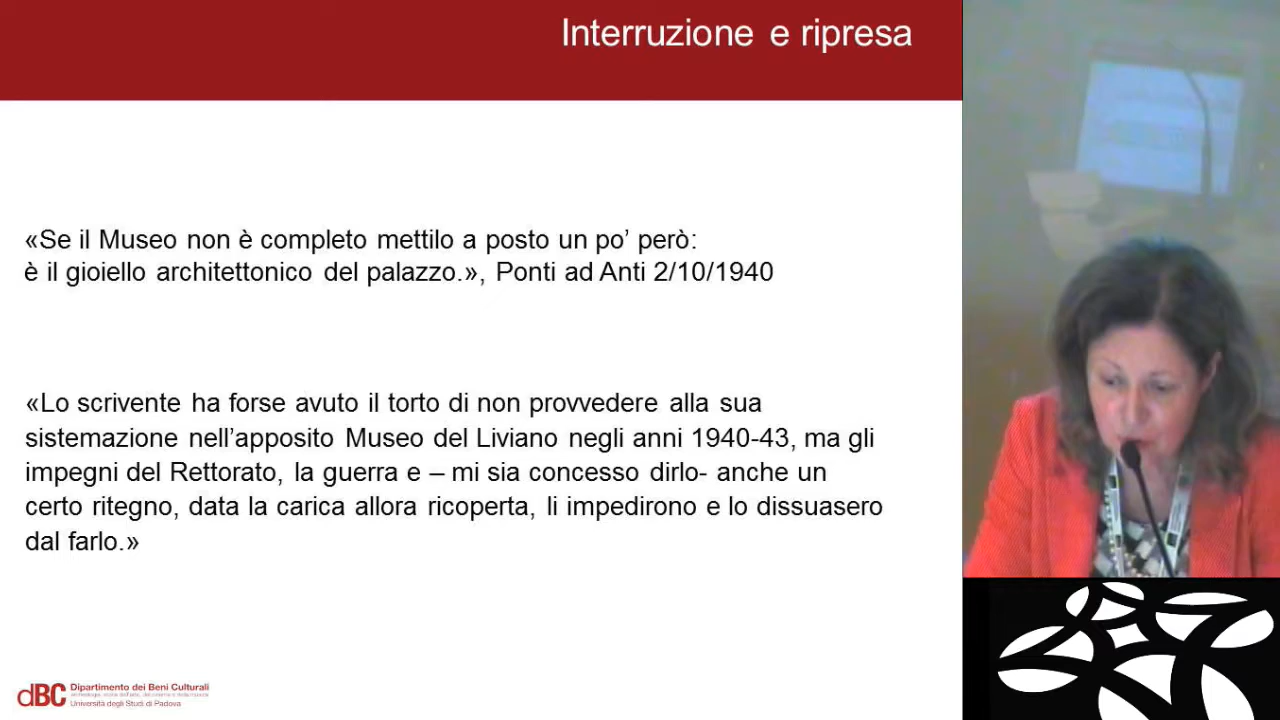 Interruzione e ripresa
«Se il Museo non è completo mettilo a posto un po’ però:
è il gioiello architettonico del palazzo.», Ponti ad Anti 2/10/1940
«Lo scrivente ha forse avuto il torto di non provvedere alla sua
sistemazione nell’apposito Museo del Liviano negli anni 1940-43, ma gli
impegni del Rettorato, la guerra e – mi sia concesso dirlo- anche un
certo ritegno, data la carica allora ricoperta, li impedirono e lo dissuasero
dal farlo.»
dBC
Dipartimento dei Beni Culturali
Università degli Studi di Padova